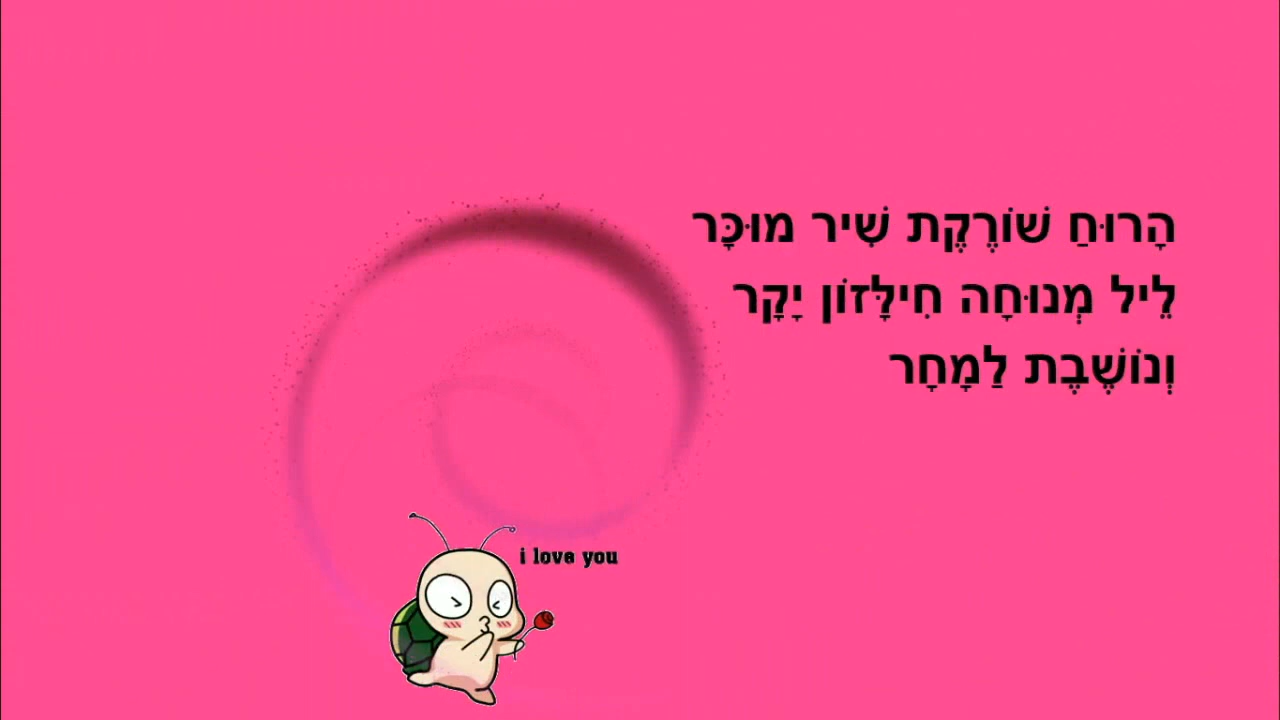 הָרוּחַ שׁוֹרֶקֶת שִׁיר מוּכָּר
לֵיל מְנוּחָה חִילָּזוֹן יָקָר
וְנוֹשֶׁבֶת לַמָּחָר
i love you